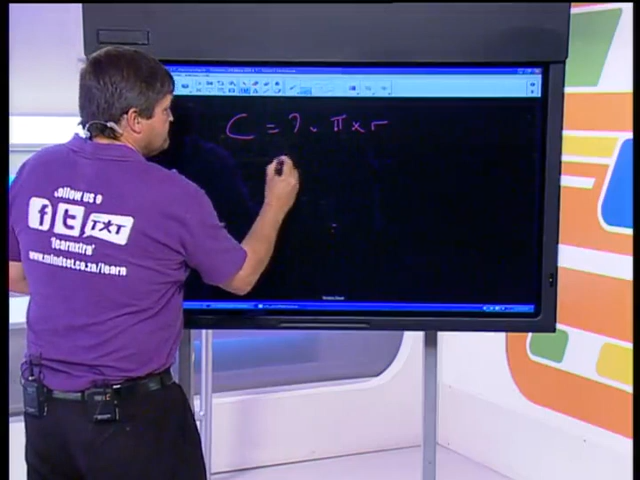 C = 2 × π × r
follow us o
f t TXT
'learnxtra'
www.mindset.co.za/learn